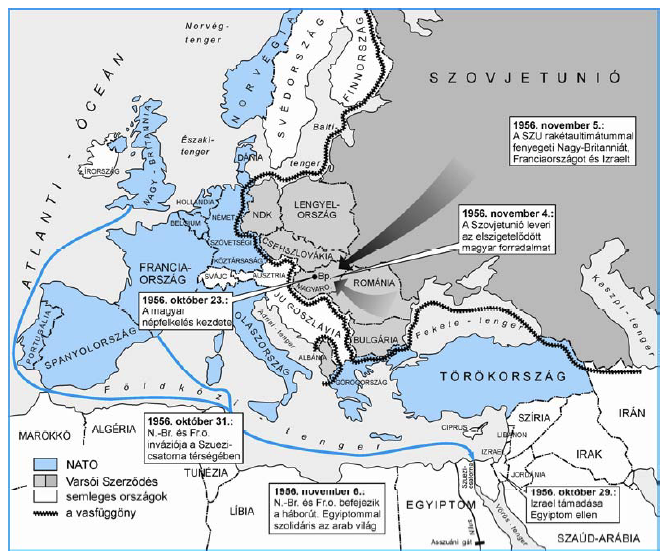 Norvég-
tenger
NORVÉGIA
SVÉDORSZÁG
FINNORSZÁG
SZOVJETUNIÓ
ATLANTI - ÓCEÁN
Északi-
tenger
Balti-
tenger
ÍRORSZÁG
NAGY-BRITANNIA
DÁNIA
HOLLANDIA
BELGIUM
NÉMET
SZÖVETSÉGI
KÖZTÁRSASÁG
NDK
LENGYEL-
ORSZÁG
CSEHSZLOVÁKIA
1956. november 5.:
A SZU rakétaultimátummal
fenyegeti Nagy-Britanniát,
Franciaországot és Izraelt
1956. november 4.:
A Szovjetunió leveri
az elszigetelődött
magyar forradalmat
FRANCIA-
ORSZÁG
SVÁJC
AUSZTRIA
Bp.
MAGYARO.
ROMÁNIA
1956. október 23.:
A magyar
népfelkelés kezdete
JUGOSZLÁVIA
Adriai-tenger
OLASZORSZÁG
ALBÁNIA
BULGÁRIA
GÖRÖGORSZÁG
Fekete-tenger
Kaszpi-tenger
PORTUGÁLIA
SPANYOLORSZÁG
TÖRÖKORSZÁG
Földközi-
tenger
1956. október 31.:
N.-Br. és Fr.o.
inváziója a Szuezi-
csatorna térségében
MAROKKÓ
ALGÉRIA
TUNÉZIA
LÍBIA
CIPRUS
SZÍRIA
LIBANON
IZRAEL
JORDÁNIA
IRAK
IRÁN
NATO
Varsói Szerződés
semleges országok
a vasfüggöny
1956. november 6.:
N.-Br. és Fr.o. befejezik
a háborút. Egyiptommal
szolidáris az arab világ
Szuezi-
csatorna
EGYIPTOM
Nílus
Asszuáni gát
Vörös-tenger
1956. október 29.:
Izrael támadása
Egyiptom ellen
SZAÚD-ARÁBIA